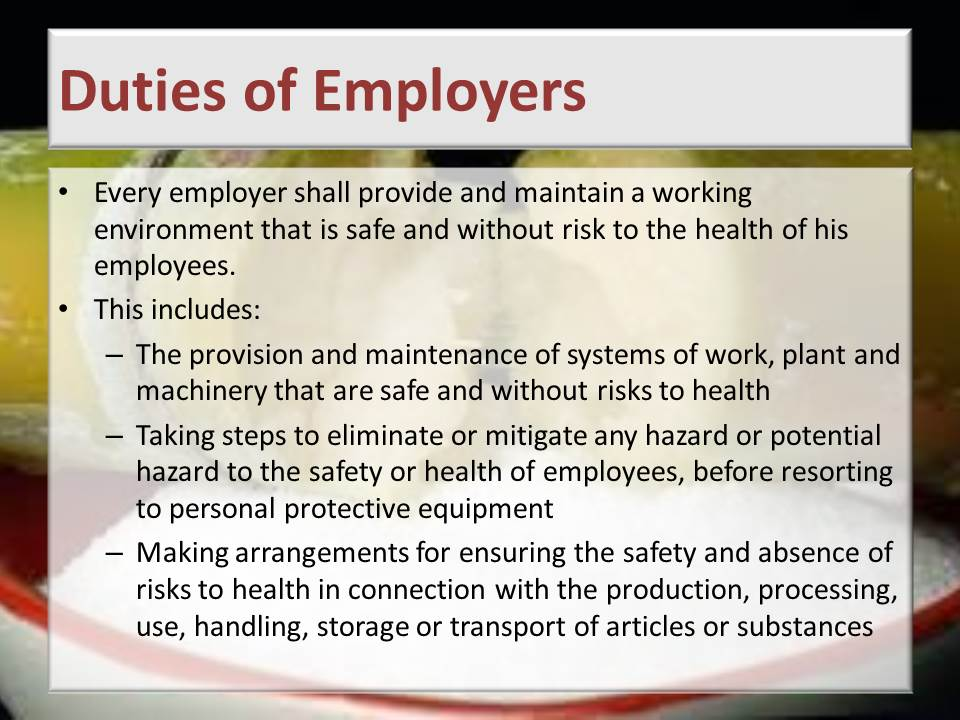 Duties of Employers
• Every employer shall provide and maintain a working
environment that is safe and without risk to the health of his
employees.
• This includes:
– The provision and maintenance of systems of work, plant and
machinery that are safe and without risks to health
– Taking steps to eliminate or mitigate any hazard or potential
hazard to the safety or health of employees, before resorting
to personal protective equipment
– Making arrangements for ensuring the safety and absence of
risks to health in connection with the production, processing,
use, handling, storage or transport of articles or substances